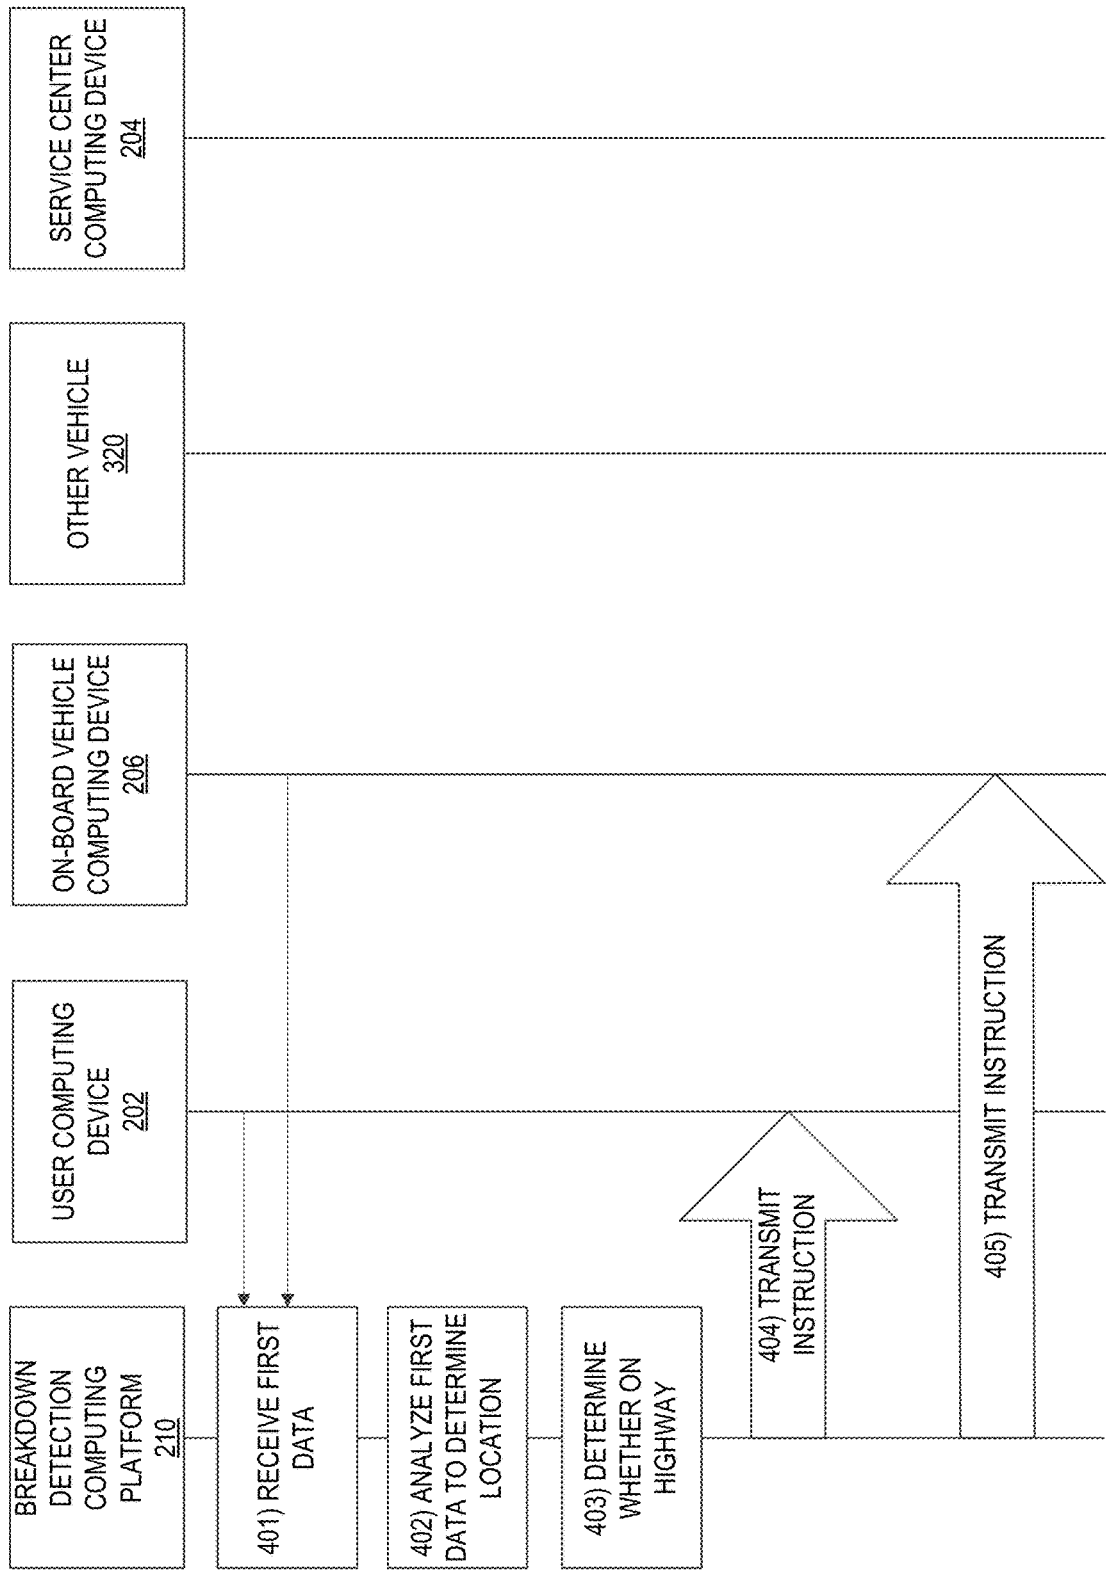 BREAKDOWN
DETECTION
COMPUTING
PLATFORM
210
USER COMPUTING
DEVICE
202
ON-BOARD VEHICLE
COMPUTING DEVICE
206
OTHER VEHICLE
320
SERVICE CENTER
COMPUTING DEVICE
204
401) RECEIVE FIRST
DATA
402) ANALYZE FIRST
DATA TO DETERMINE
LOCATION
403) DETERMINE
WHETHER ON
HIGHWAY
404) TRANSMIT
INSTRUCTION
405) TRANSMIT INSTRUCTION